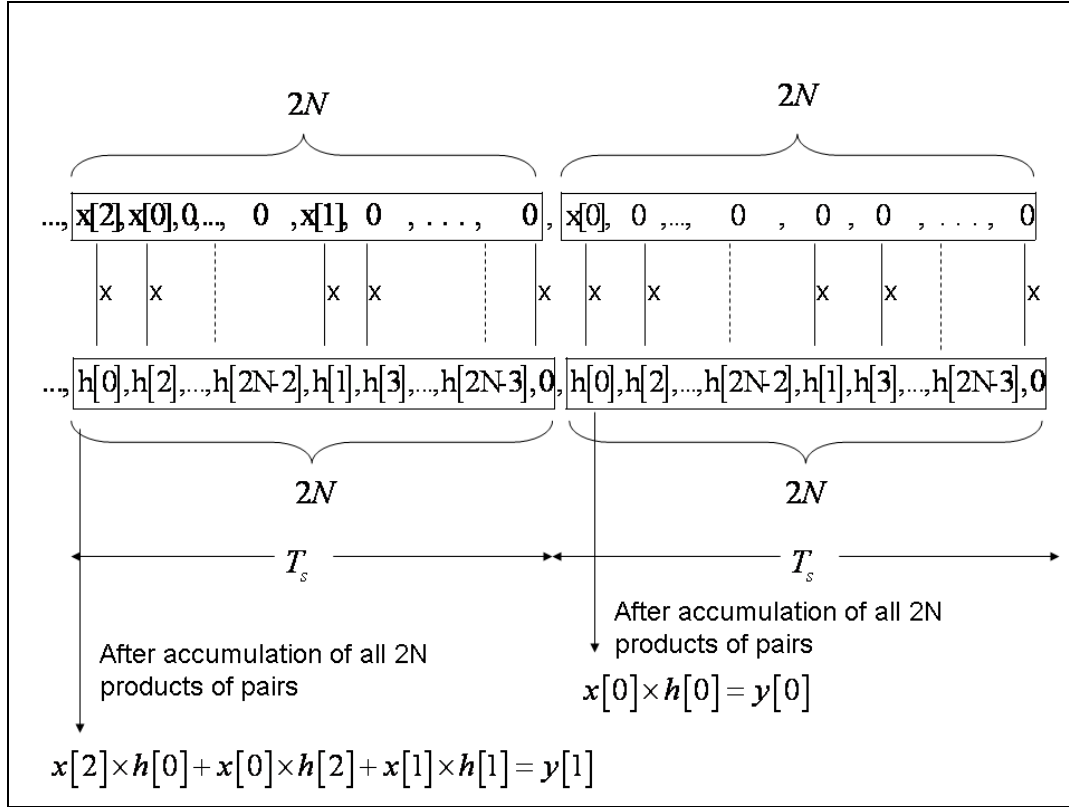 2N 2N
..., x[2],x[0],0,..., 0 ,x[1], 0 , . . . , 0 , x[0], 0 ,..., 0 , 0 , 0 , . . . , 0
x x x x x x x x x x
..., h[0],h[2],...,h[2N-2],h[1],h[3],...,h[2N-3],0, h[0],h[2],...,h[2N-2],h[1],h[3],...,h[2N-3],0
2N 2N
Ts Ts
After accumulation of all 2N
products of pairs
x[0]×h[0]=y[0]
After accumulation of all 2N
products of pairs
x[2]×h[0]+x[0]×h[2]+x[1]×h[1]=y[1]